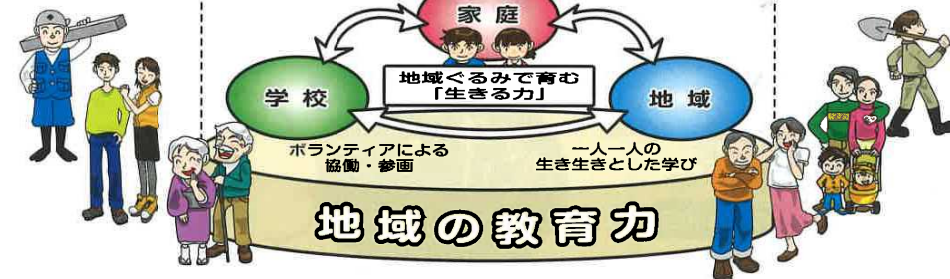 家庭
地域ぐるみで育む
「生きる力」
学校
地域
ボランティアによる
協働・参画
一人一人の
生き生きとした学び
地域の教育力